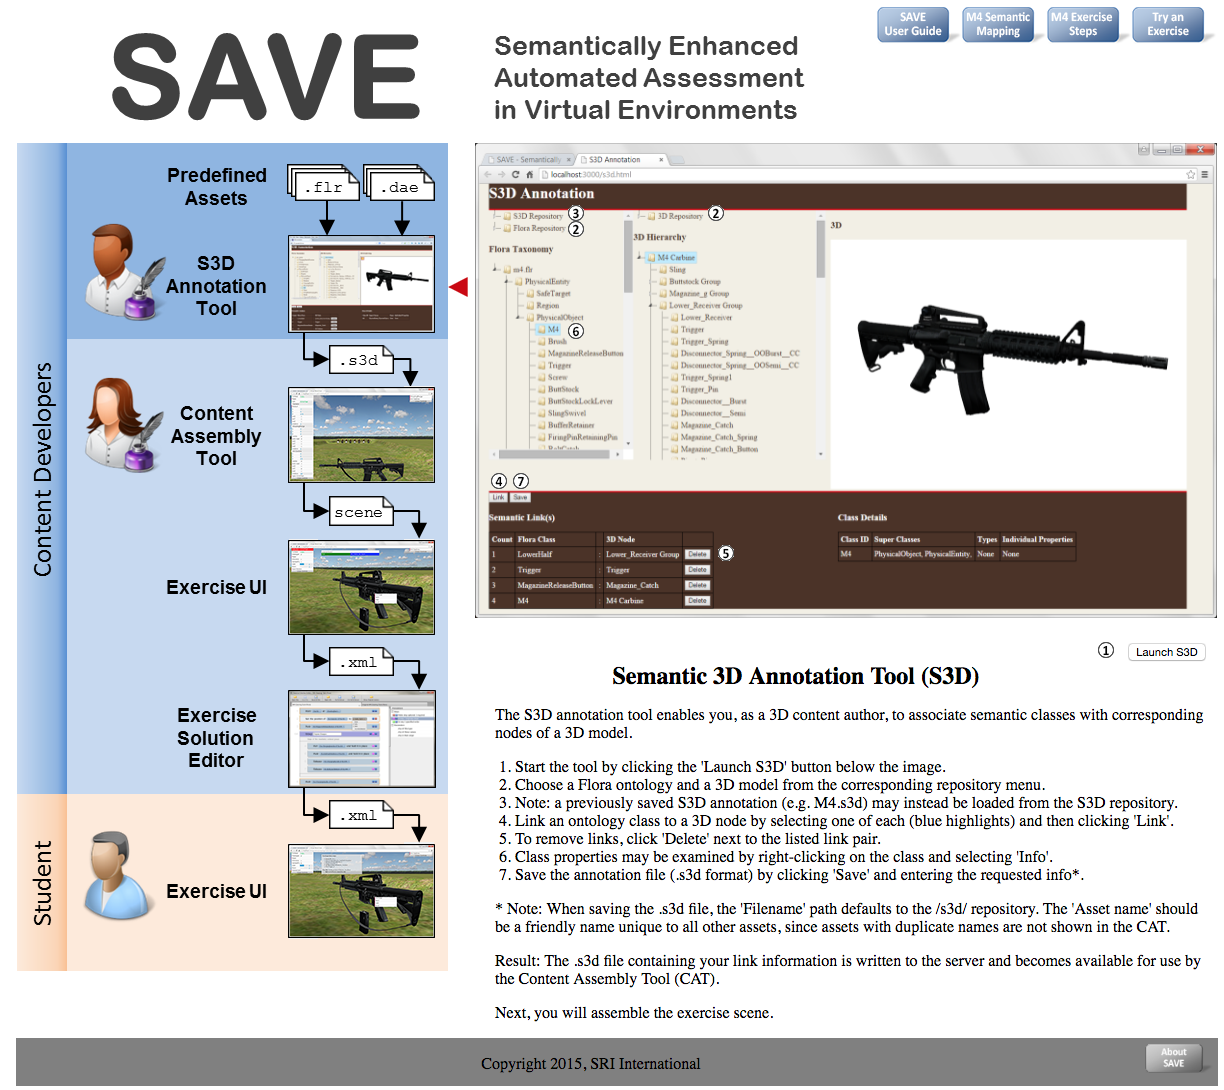 SAVE
Semantically Enhanced
Automated Assessment
in Virtual Environments
SAVE
User Guide
M4 Semantic
Mapping
M4 Exercise
Steps
Try an
Exercise
Content Developers
Predefined
Assets
.flr
.dae
S3D
Annotation
Tool
.s3d
Content
Assembly
Tool
scene
Exercise UI
.xml
Exercise
Solution
Editor
Student
.xml
Exercise UI
SAVE - Semantically
S3D Annotation
localhost:3000/s3d.html
S3D Annotation
S3D Repository 3
Flora Repository 2
3D Repository 2
Flora Taxonomy
m4.flr
PhysicalEntity
SafeTarget
Region
PhysicalObject
M4 6
Brush
MagazineReleaseButton
Trigger
Screw
ButtStock
ButtStockLockLever
SlingSwivel
BufferRetainer
FiringPinRetainingPin
3D Hierarchy
M4 Carbine
Sling
Buttstock Group
Magazine_g Group
Lower_Receiver Group
Lower_Receiver
Trigger
Trigger_Spring
Disconnector_Spring__OOBurst__CC
Disconnector_Spring__OOSemi__CC
Trigger_Spring1
Trigger_Pin
Disconnector__Burst
Disconnector__Semi
Magazine_Catch
Magazine_Catch_Spring
Magazine_Catch_Button
3D
4 7
Link Save
Semantic Link(s)
Count Flora Class 3D Node
1 LowerHalf : Lower_Receiver Group Delete 5
2 Trigger : Trigger Delete
3 MagazineReleaseButton : Magazine_Catch Delete
4 M4 : M4 Carbine Delete
Class Details
Class ID Super Classes Types Individual Properties
M4 PhysicalObject, PhysicalEntity, None None
1 Launch S3D
Semantic 3D Annotation Tool (S3D)
The S3D annotation tool enables you, as a 3D content author, to associate semantic classes with corresponding
nodes of a 3D model.
1. Start the tool by clicking the 'Launch S3D' button below the image.
2. Choose a Flora ontology and a 3D model from the corresponding repository menu.
3. Note: a previously saved S3D annotation (e.g. M4.s3d) may instead be loaded from the S3D repository.
4. Link an ontology class to a 3D node by selecting one of each (blue highlights) and then clicking 'Link'.
5. To remove links, click 'Delete' next to the listed link pair.
6. Class properties may be examined by right-clicking on the class and selecting 'Info'.
7. Save the annotation file (.s3d format) by clicking 'Save' and entering the requested info*.
* Note: When saving the .s3d file, the 'Filename' path defaults to the /s3d/ repository. The 'Asset name' should
be a friendly name unique to all other assets, since assets with duplicate names are not shown in the CAT.
Result: The .s3d file containing your link information is written to the server and becomes available for use by
the Content Assembly Tool (CAT).
Next, you will assemble the exercise scene.
Copyright 2015, SRI International
About
SAVE